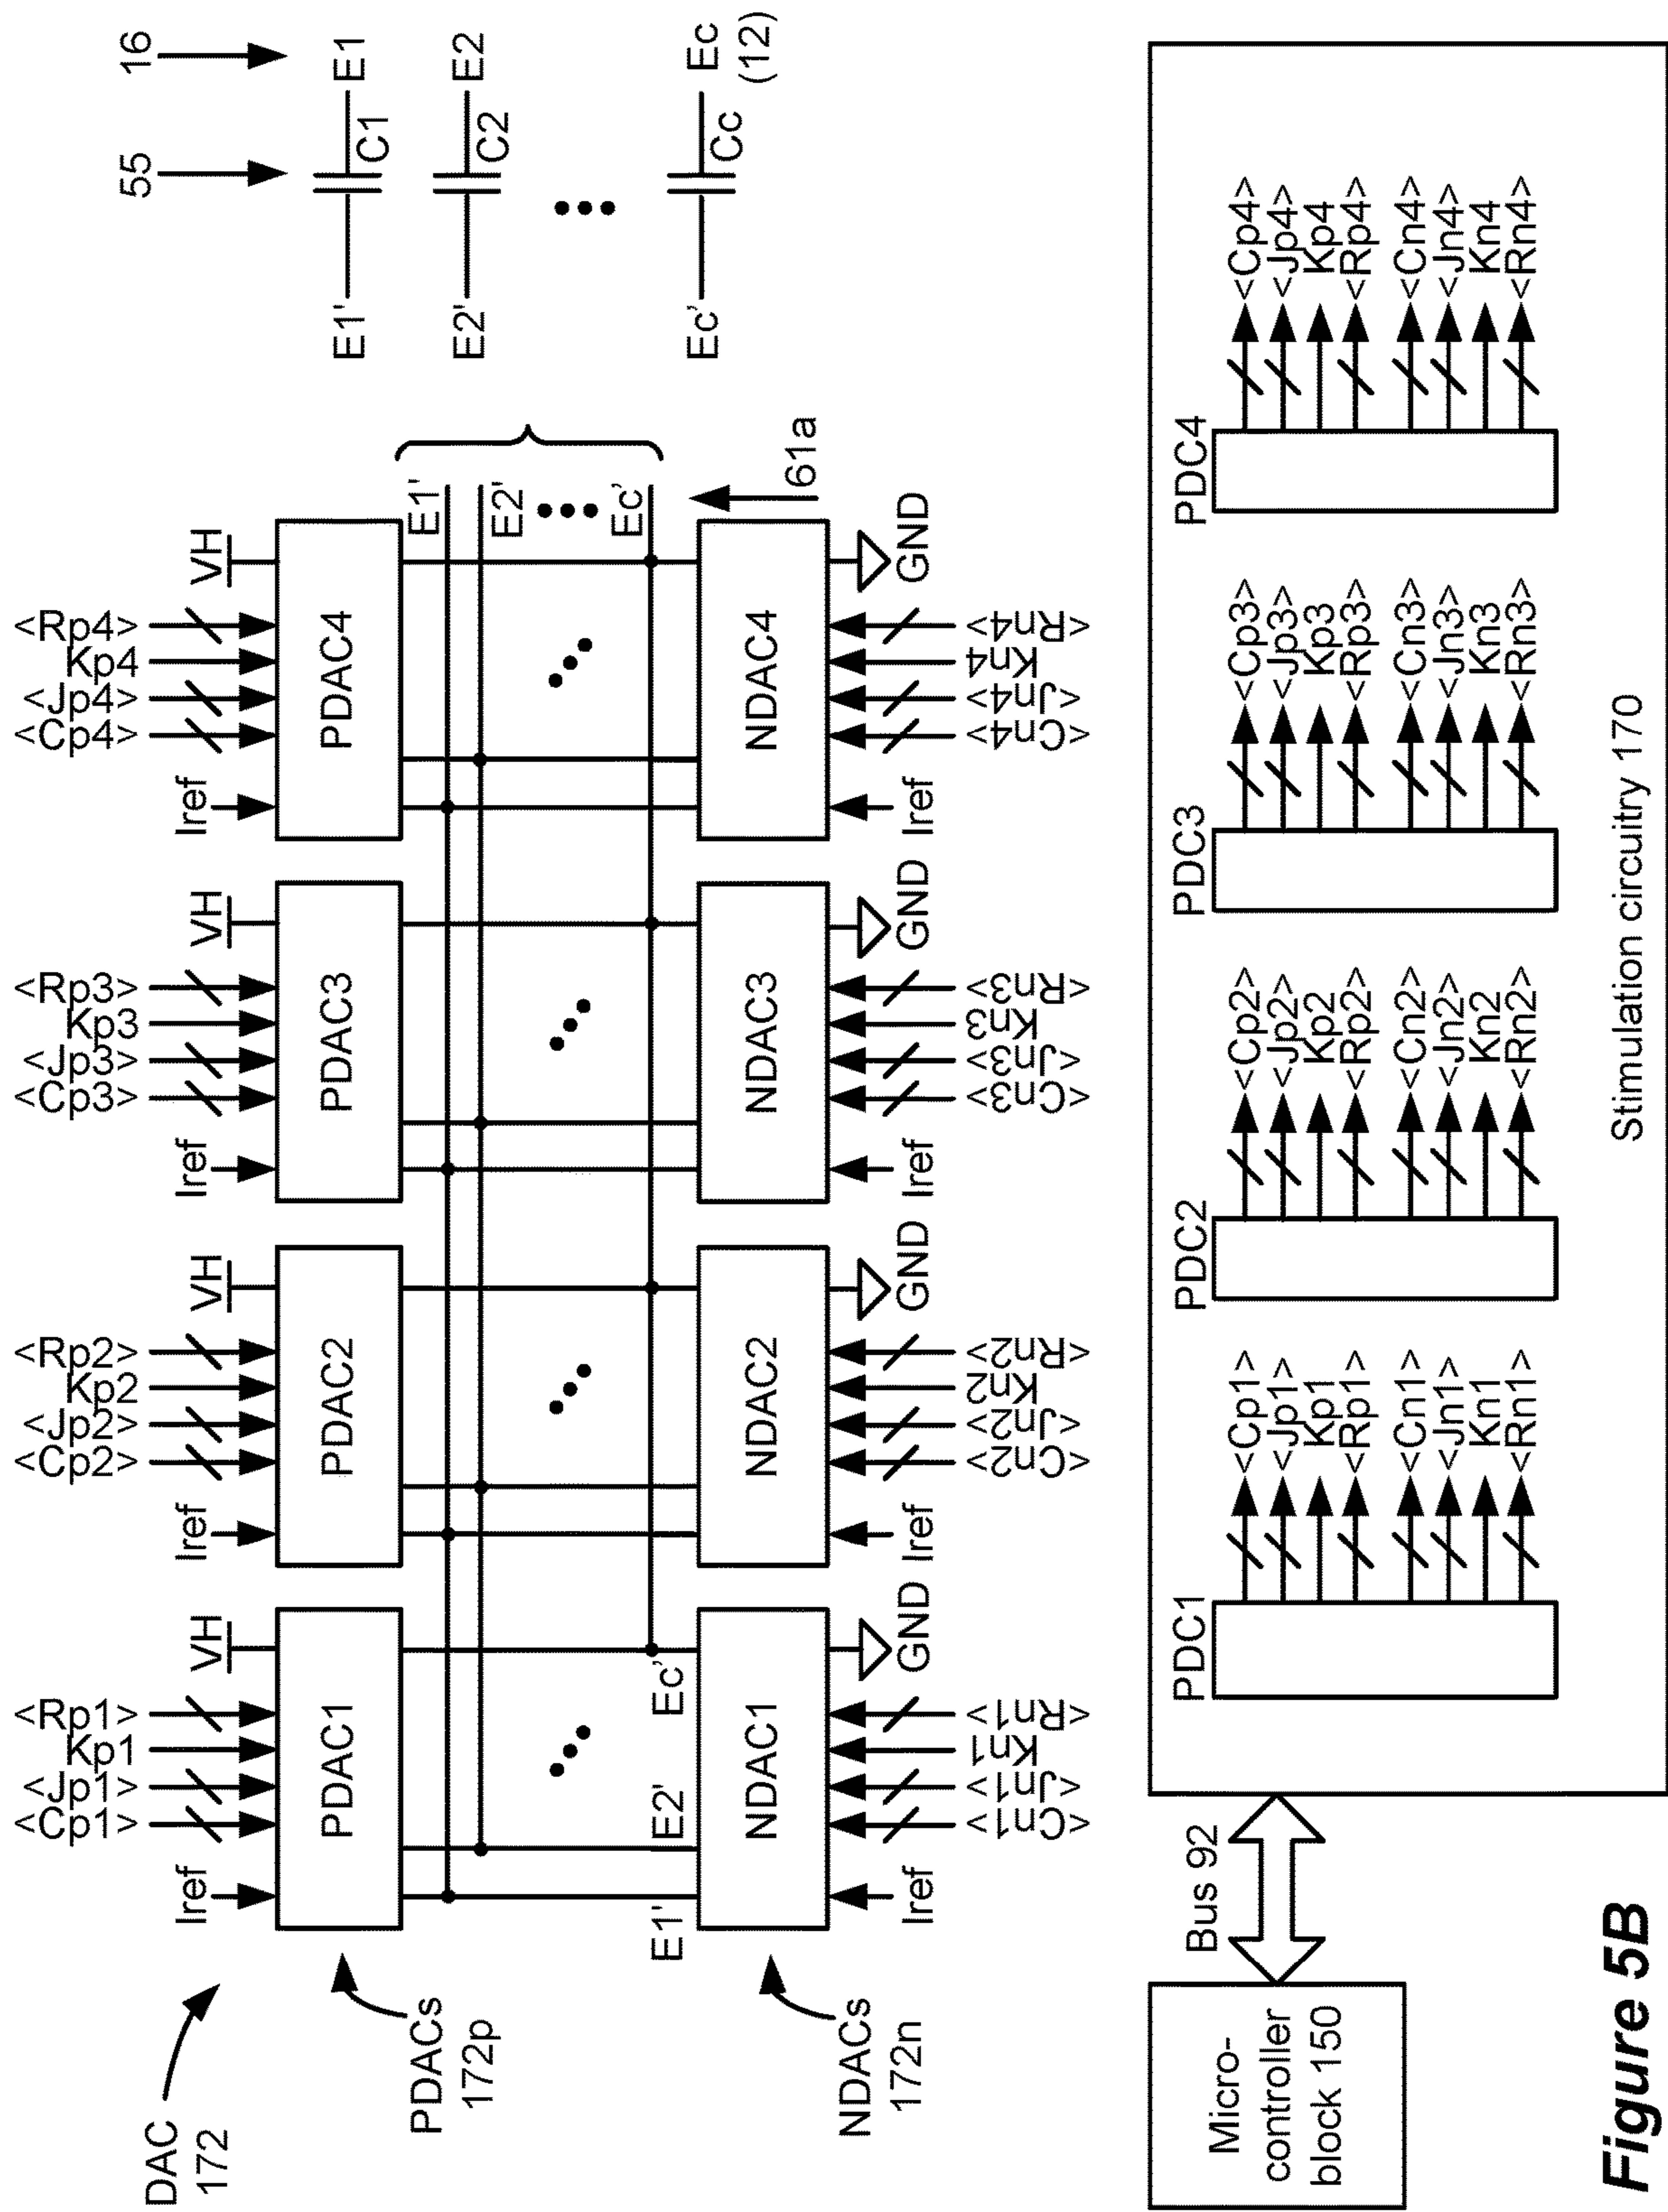 DAC
172
PDACs
172p
NDACs
172n
<Cp1>
<Jp1>
Kp1
<Rp1>
<Cp2>
<Jp2>
Kp2
<Rp2>
<Cp3>
<Jp3>
Kp3
<Rp3>
<Cp4>
<Jp4>
Kp4
<Rp4>
Iref
VH
Iref
VH
Iref
VH
Iref
VH
PDAC1
PDAC2
PDAC3
PDAC4
E1'
E2'
Ec'
E1'
E2'
Ec'
61a
NDAC1
NDAC2
NDAC3
NDAC4
Iref
GND
Iref
GND
Iref
GND
Iref
GND
<Cn1>
<Jn1>
Kn1
<Rn1>
<Cn2>
<Jn2>
Kn2
<Rn2>
<Cn3>
<Jn3>
Kn3
<Rn3>
<Cn4>
<Jn4>
Kn4
<Rn4>
55
16
E1'
C1
E1
E2'
C2
E2
Ec'
Cc
Ec
(12)
Micro-
controller
block 150
Bus 92
PDC1
<Cp1>
<Jp1>
Kp1
<Rp1>
<Cn1>
<Jn1>
Kn1
<Rn1>
PDC2
<Cp2>
<Jp2>
Kp2
<Rp2>
<Cn2>
<Jn2>
Kn2
<Rn2>
PDC3
<Cp3>
<Jp3>
Kp3
<Rp3>
<Cn3>
<Jn3>
Kn3
<Rn3>
PDC4
<Cp4>
<Jp4>
Kp4
<Rp4>
<Cn4>
<Jn4>
Kn4
<Rn4>
Stimulation circuitry 170
Figure 5B